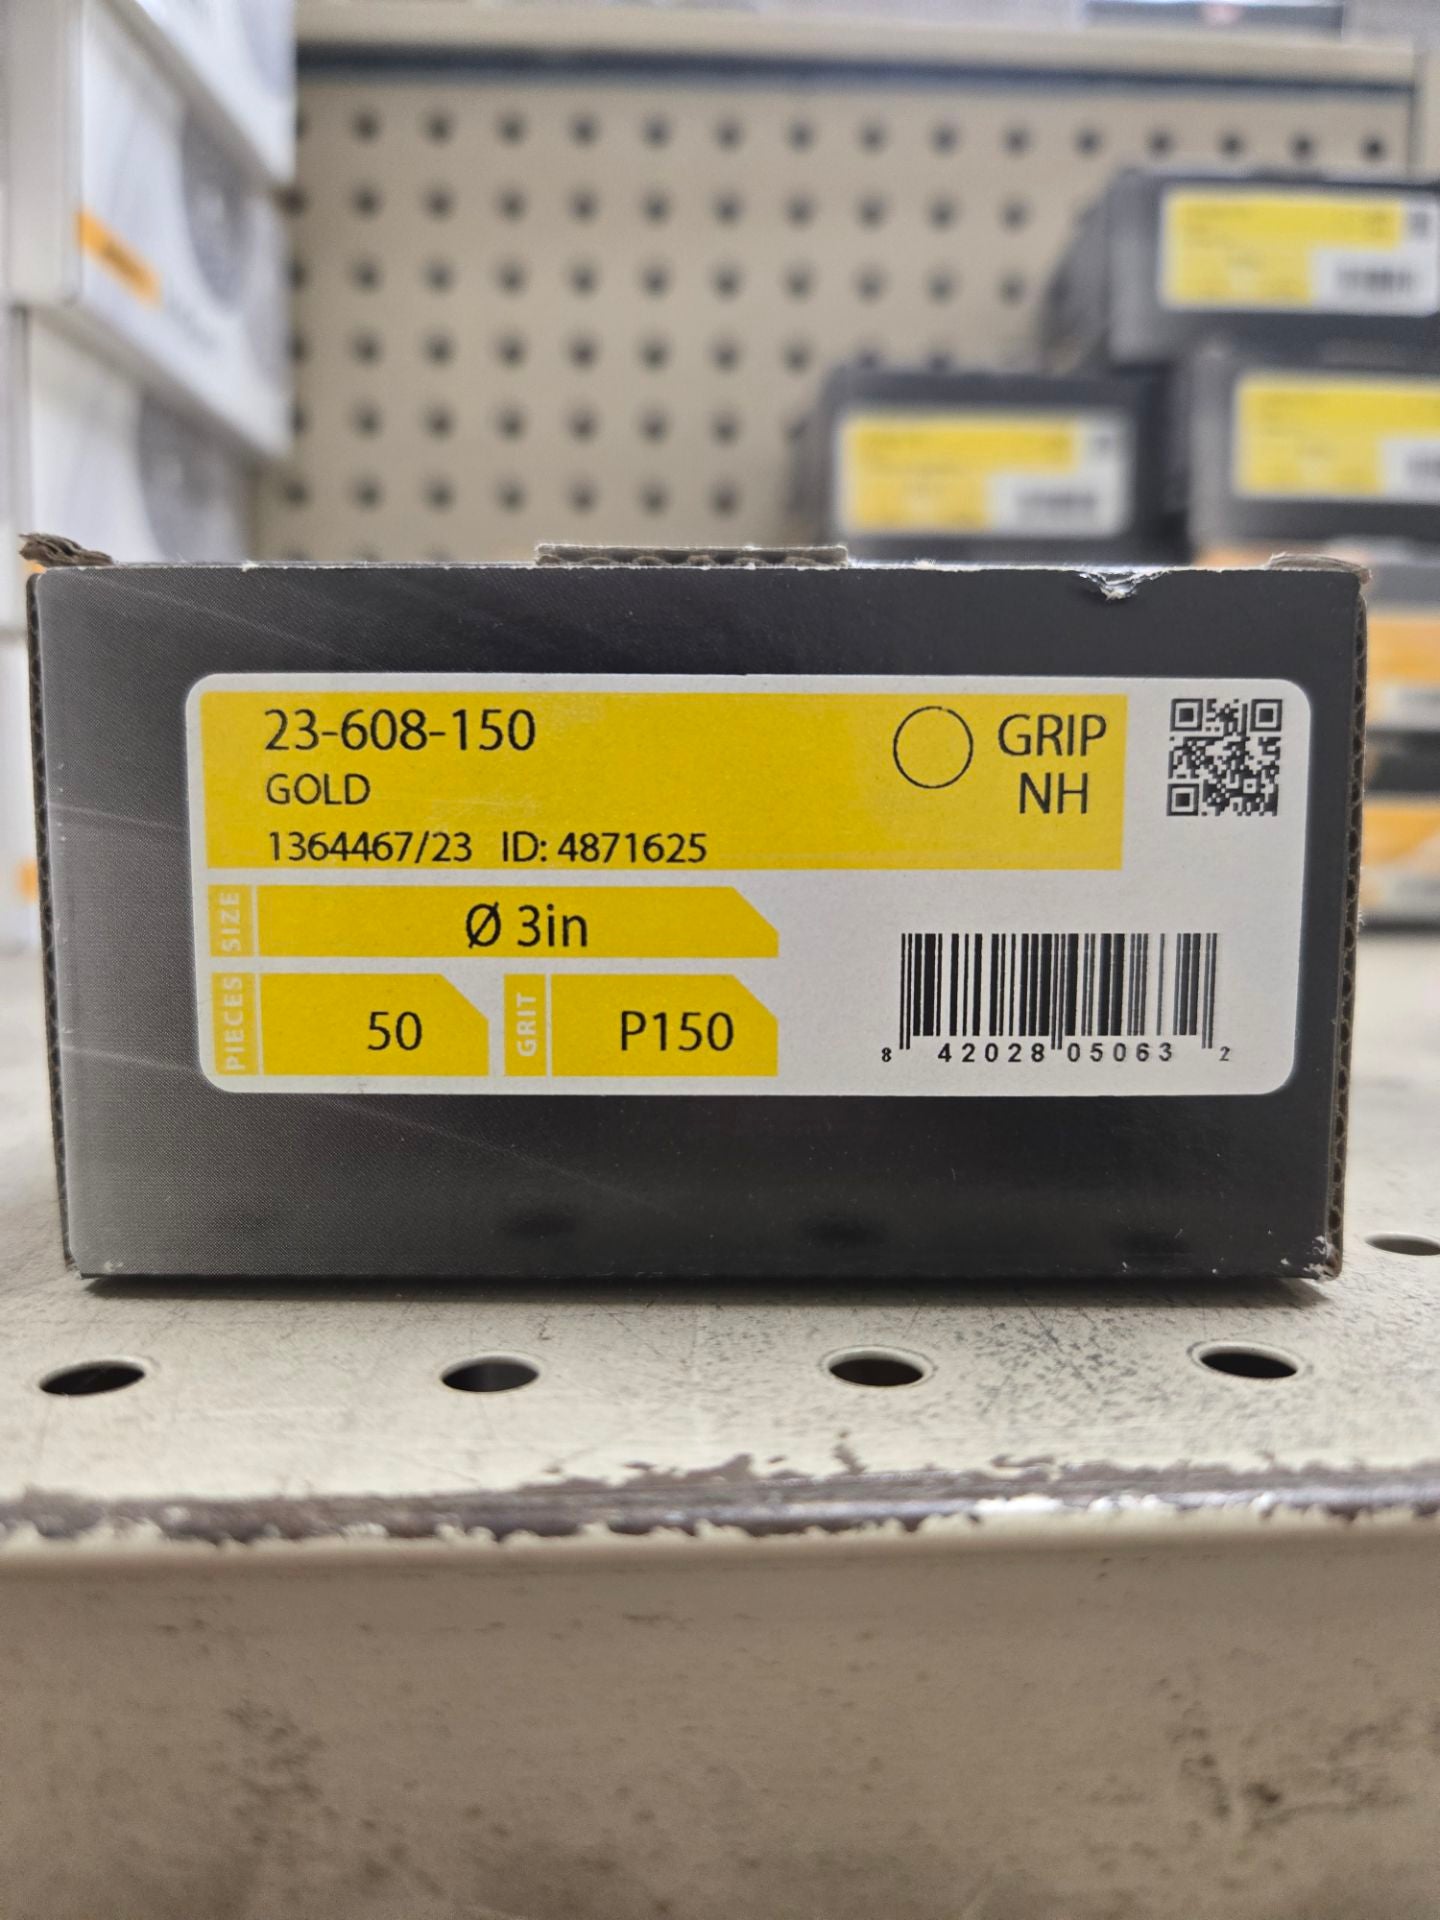 23-608-150
GOLD
1364467/23 ID: 4871625
GRIP
NH
SIZE
Ø 3in
PIECES
50
GRIT
P150
8 42028 05063 2